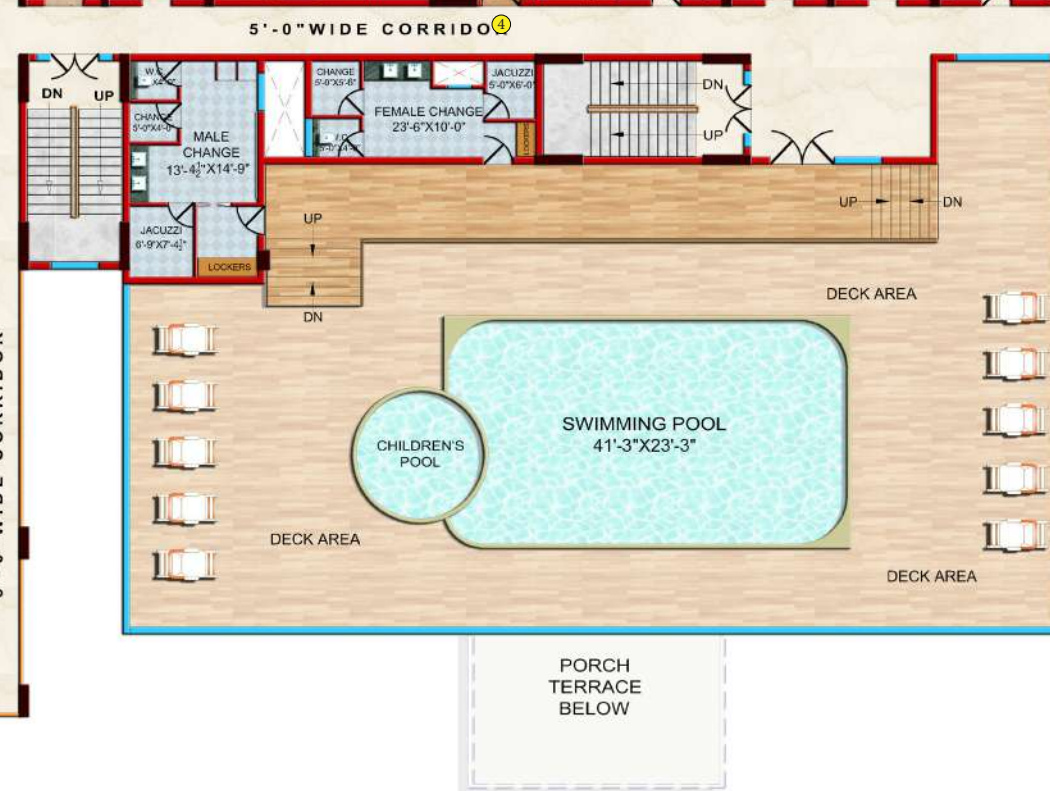 5'-0"WIDE CORRIDO
4
DN
UP
W.C.
CHANGE
5'-0"X4'-0"
MALE
CHANGE
13'-4½"X14'-9"
JACUZZI
6'-9"X7'-4½"
LOCKERS
CHANGE
5'-0"X5'-6"
JACUZZI
5'-0"X6'-0"
FEMALE CHANGE
23'-6"X10'-0"
LOCKERS
DN
UP
UP
DN
UP
DN
DECK AREA
SWIMMING POOL
41'-3"X23'-3"
CHILDREN'S
POOL
DECK AREA
DECK AREA
PORCH
TERRACE
BELOW